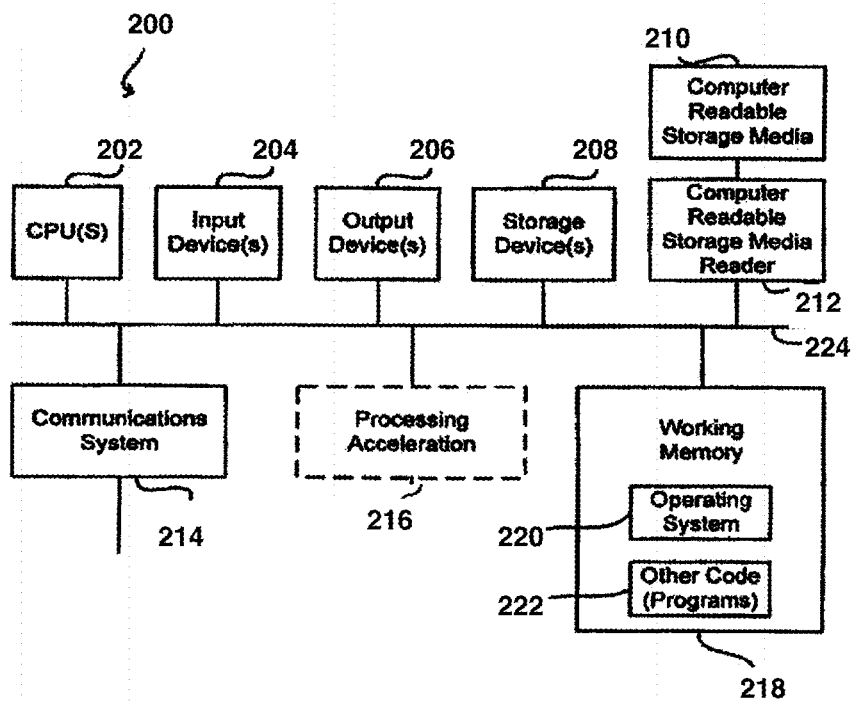 200
210
Computer
Readable
Storage Media
202
204
206
208
CPU(S)
Input
Device(s)
Output
Device(s)
Storage
Device(s)
Computer
Readable
Storage Media
Reader
212
224
Communications
System
214
Processing
Acceleration
216
Working
Memory
220
Operating
System
222
Other Code
(Programs)
218